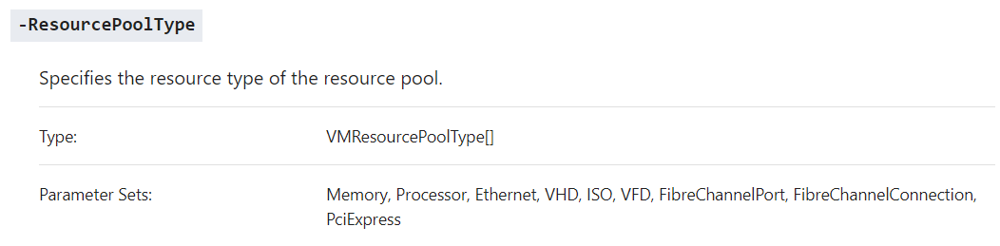 -ResourcePoolType
Specifies the resource type of the resource pool.
Type: VMResourcePoolType[]
Parameter Sets: Memory, Processor, Ethernet, VHD, ISO, VFD, FibreChannelPort, FibreChannelConnection,
PciExpress